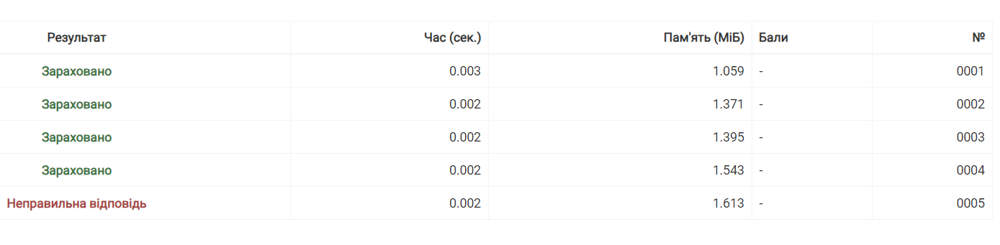 Результат Час (сек.) Пам'ять (МіБ) Бали №
Зараховано 0.003 1.059 - 0001
Зараховано 0.002 1.371 - 0002
Зараховано 0.002 1.395 - 0003
Зараховано 0.002 1.543 - 0004
Неправильна відповідь 0.002 1.613 - 0005